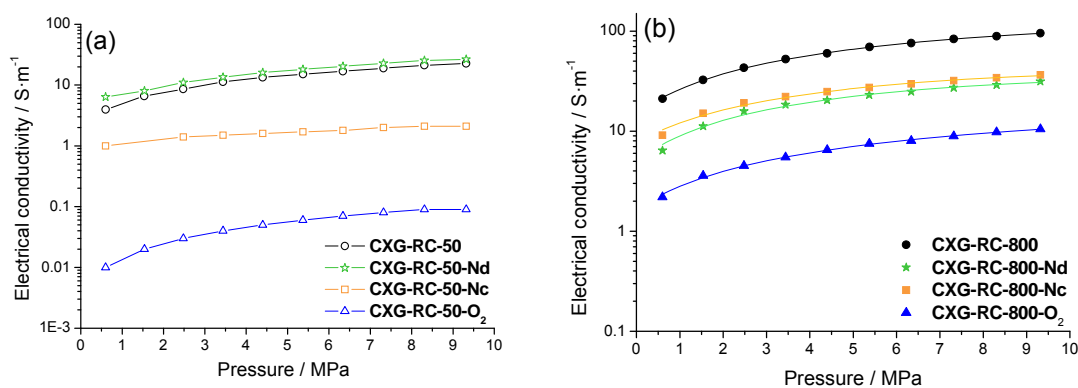 (a)
Electrical conductivity / S·m⁻¹
100
10
1
0.1
0.01
1E-3
0 1 2 3 4 5 6 7 8 9 10
Pressure / MPa
CXG-RC-50
CXG-RC-50-Nd
CXG-RC-50-Nc
CXG-RC-50-O₂
(b)
Electrical conductivity / S·m⁻¹
100
10
1
0.1
0 1 2 3 4 5 6 7 8 9 10
Pressure / MPa
CXG-RC-800
CXG-RC-800-Nd
CXG-RC-800-Nc
CXG-RC-800-O₂